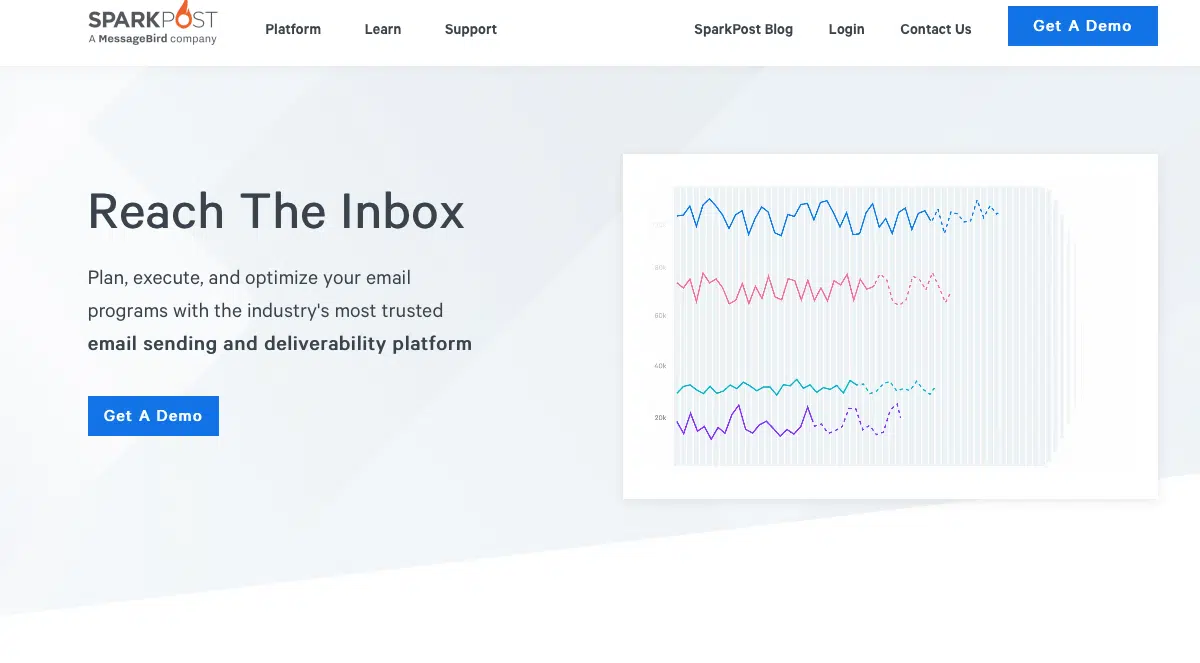 SPARKPOST
A MessageBird company
Platform
Learn
Support
SparkPost Blog
Login
Contact Us
Get A Demo
Reach The Inbox
Plan, execute, and optimize your email
programs with the industry's most trusted
email sending and deliverability platform
Get A Demo
80k
60k
40k
20k